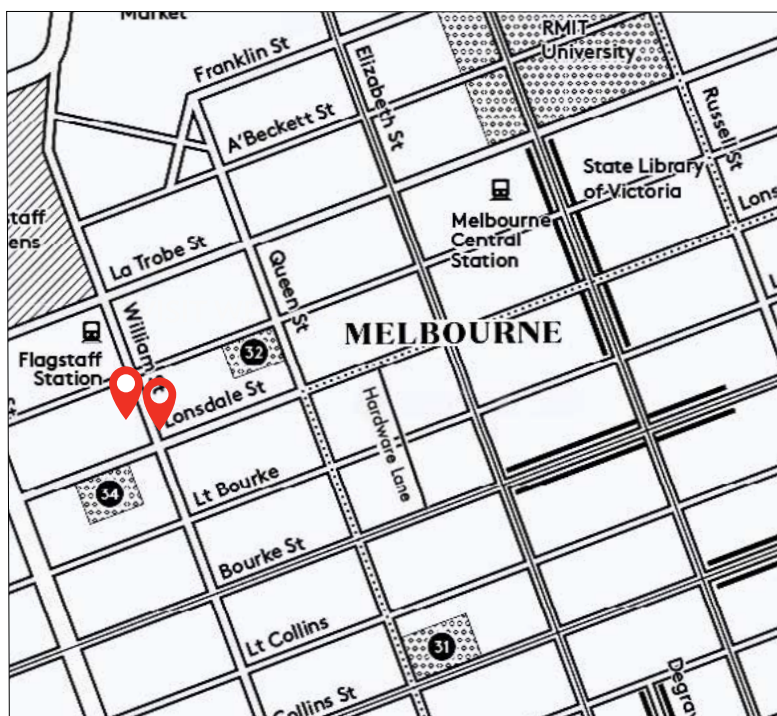 Market
Franklin St
RMIT
University
Elizabeth St
A'Beckett St
Russell St
State Library
of Victoria
Melbourne
Central
Station
La Trobe St
Queen St
MELBOURNE
William St
32
Flagstaff
Station
Lonsdale St
Hardware Lane
Lt Bourke
34
Bourke St
Lt Collins
31
Collins St